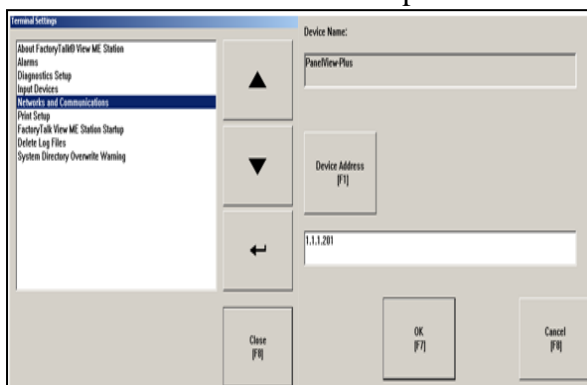 Terminal Settings
About FactoryTalk® View ME Station
Alarms
Diagnostics Setup
Input Devices
Networks and Communications
Print Setup
FactoryTalk View ME Station Startup
Delete Log Files
System Directory Overwrite Warning
Close
[F8]
Device Name:
PanelView-Plus
Device Address
[F1]
1.1.1.201
OK
[F7]
Cancel
[F8]